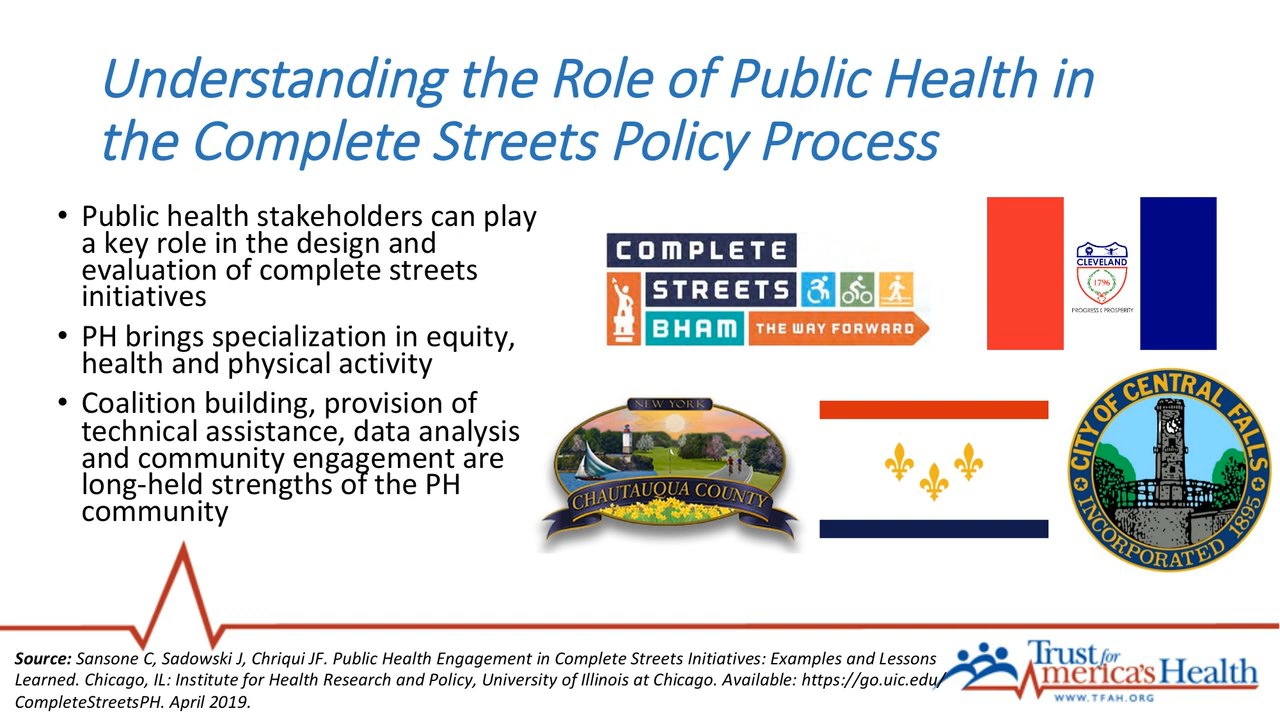 Understanding the Role of Public Health in
the Complete Streets Policy Process
• Public health stakeholders can play
a key role in the design and
evaluation of complete streets
initiatives
• PH brings specialization in equity,
health and physical activity
• Coalition building, provision of
technical assistance, data analysis
and community engagement are
long-held strengths of the PH
community
COMPLETE
STREETS
BHAM THE WAY FORWARD
CLEVELAND
1796
PROGRESS & PROSPERITY
NEW YORK
CHAUTAUQUA COUNTY
CITY OF CENTRAL FALLS
INCORPORATED 1895
Source: Sansone C, Sadowski J, Chriqui JF. Public Health Engagement in Complete Streets Initiatives: Examples and Lessons
Learned. Chicago, IL: Institute for Health Research and Policy, University of Illinois at Chicago. Available: https://go.uic.edu/
CompleteStreetsPH. April 2019.
Trust for
America's Health
WWW.TFAH.ORG